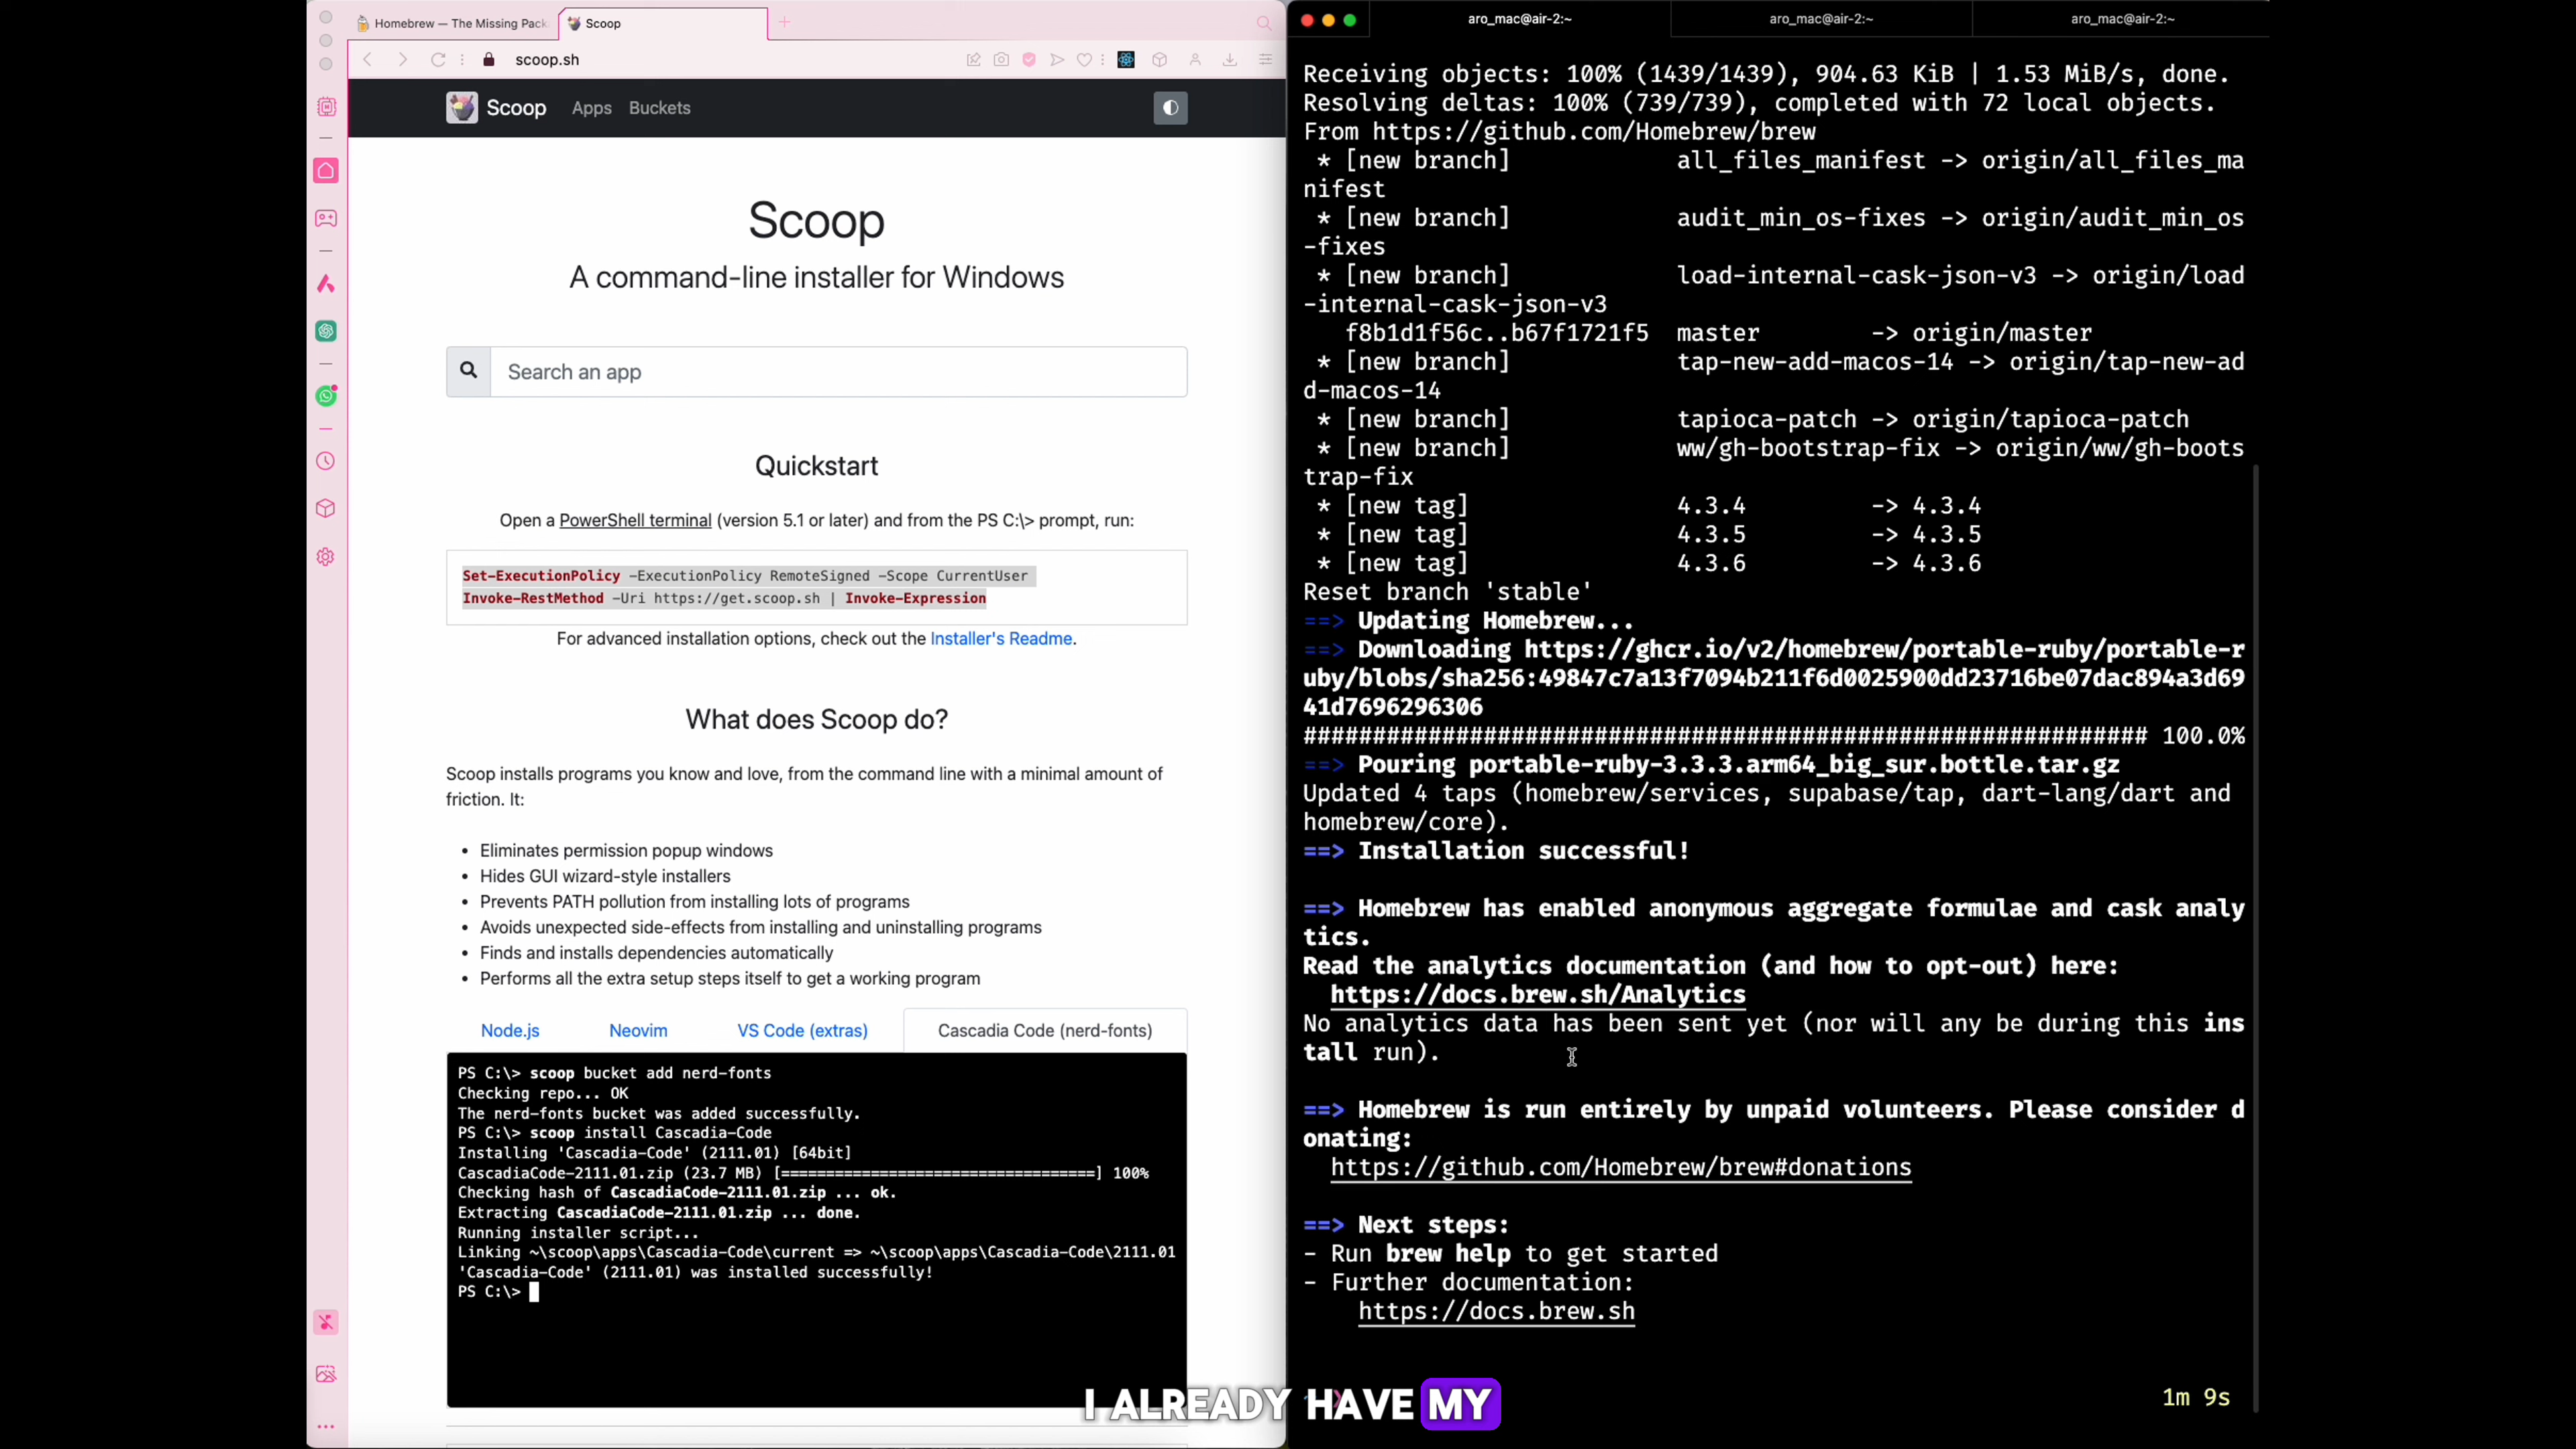 Homebrew — The Missing Pack
Scoop
scoop.sh
Scoop
Apps
Buckets
Scoop
A command-line installer for Windows
Search an app
Quickstart
Open a PowerShell terminal (version 5.1 or later) and from the PS C:\> prompt, run:
Set-ExecutionPolicy -ExecutionPolicy RemoteSigned -Scope CurrentUser
Invoke-RestMethod -Uri https://get.scoop.sh | Invoke-Expression
For advanced installation options, check out the Installer's Readme.
What does Scoop do?
Scoop installs programs you know and love, from the command line with a minimal amount of
friction. It:
• Eliminates permission popup windows
• Hides GUI wizard-style installers
• Prevents PATH pollution from installing lots of programs
• Avoids unexpected side-effects from installing and uninstalling programs
• Finds and installs dependencies automatically
• Performs all the extra setup steps itself to get a working program
Node.js
Neovim
VS Code (extras)
Cascadia Code (nerd-fonts)
PS C:\> scoop bucket add nerd-fonts
Checking repo... OK
The nerd-fonts bucket was added successfully.
PS C:\> scoop install Cascadia-Code
Installing 'Cascadia-Code' (2111.01) [64bit]
CascadiaCode-2111.01.zip (23.7 MB) [===================================] 100%
Checking hash of CascadiaCode-2111.01.zip ... ok.
Extracting CascadiaCode-2111.01.zip ... done.
Running installer script...
Linking ~\scoop\apps\Cascadia-Code\current => ~\scoop\apps\Cascadia-Code\2111.01
'Cascadia-Code' (2111.01) was installed successfully!
PS C:\>
aro_mac@air-2:~
aro_mac@air-2:~
aro_mac@air-2:~
Receiving objects: 100% (1439/1439), 904.63 KiB | 1.53 MiB/s, done.
Resolving deltas: 100% (739/739), completed with 72 local objects.
From https://github.com/Homebrew/brew
* [new branch] all_files_manifest -> origin/all_files_ma
nifest
* [new branch] audit_min_os-fixes -> origin/audit_min_os
-fixes
* [new branch] load-internal-cask-json-v3 -> origin/load
-internal-cask-json-v3
f8b1d1f56c..b67f1721f5 master -> origin/master
* [new branch] tap-new-add-macos-14 -> origin/tap-new-ad
d-macos-14
* [new branch] tapioca-patch -> origin/tapioca-patch
* [new branch] ww/gh-bootstrap-fix -> origin/ww/gh-boots
trap-fix
* [new tag] 4.3.4 -> 4.3.4
* [new tag] 4.3.5 -> 4.3.5
* [new tag] 4.3.6 -> 4.3.6
Reset branch 'stable'
==> Updating Homebrew...
==> Downloading https://ghcr.io/v2/homebrew/portable-ruby/portable-r
uby/blobs/sha256:49847c7a13f7094b211f6d0025900dd23716be07dac894a3d69
41d7696296306
############################################################# 100.0%
==> Pouring portable-ruby-3.3.3.arm64_big_sur.bottle.tar.gz
Updated 4 taps (homebrew/services, supabase/tap, dart-lang/dart and
homebrew/core).
==> Installation successful!
==> Homebrew has enabled anonymous aggregate formulae and cask analy
tics.
Read the analytics documentation (and how to opt-out) here:
https://docs.brew.sh/Analytics
No analytics data has been sent yet (nor will any be during this ins
tall run).
==> Homebrew is run entirely by unpaid volunteers. Please consider d
onating:
https://github.com/Homebrew/brew#donations
==> Next steps:
- Run brew help to get started
- Further documentation:
https://docs.brew.sh
1m 9s
I ALREADY HAVE MY